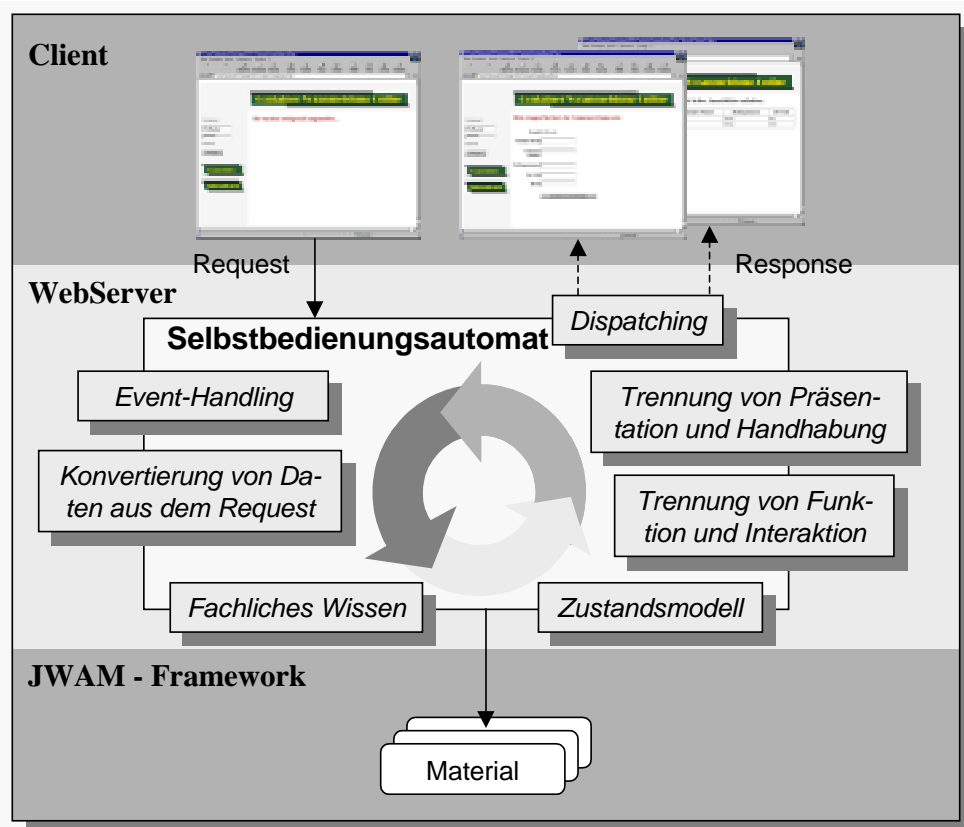 Client
Request
Response
WebServer
Dispatching
Selbstbedienungsautomat
Event-Handling
Trennung von Präsen-
tation und Handhabung
Konvertierung von Da-
ten aus dem Request
Trennung von Funk-
tion und Interaktion
Fachliches Wissen
Zustandsmodell
JWAM - Framework
Material